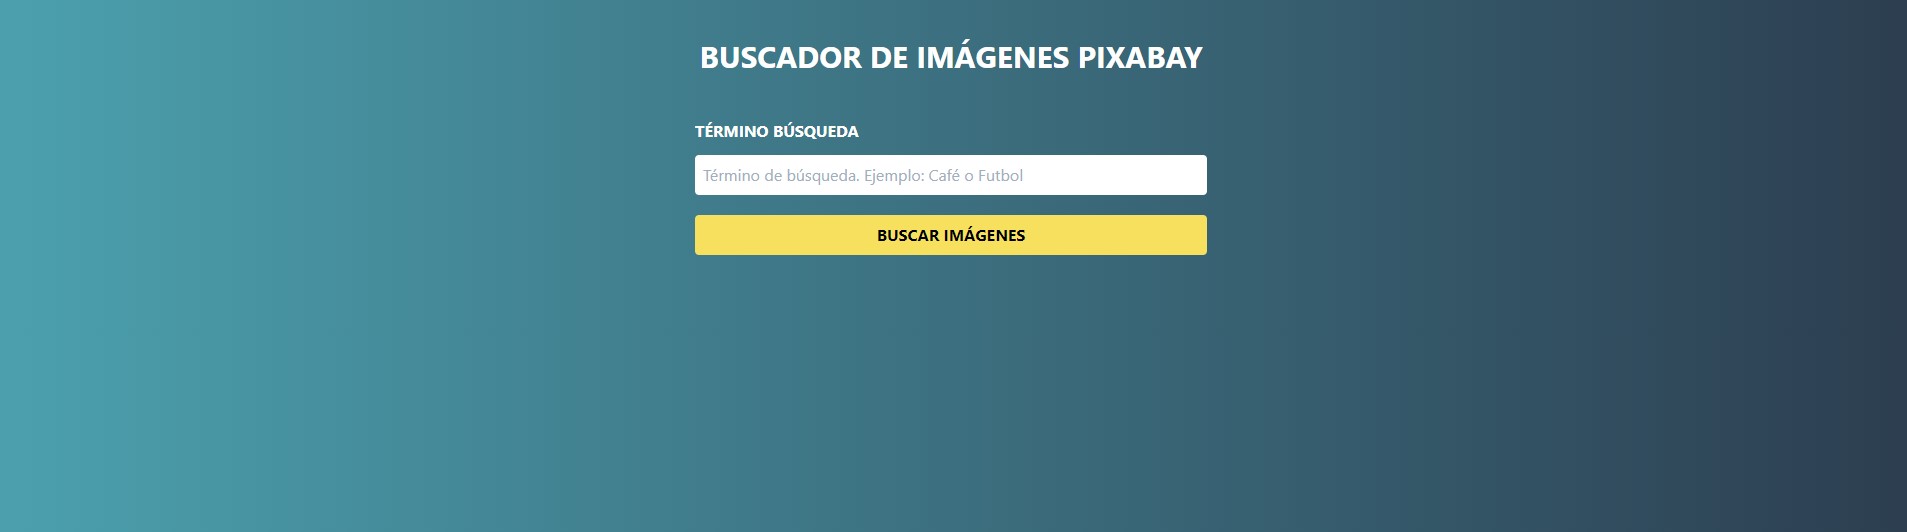 BUSCADOR DE IMÁGENES PIXABAY
TÉRMINO BÚSQUEDA
Término de búsqueda. Ejemplo: Café o Futbol
BUSCAR IMÁGENES